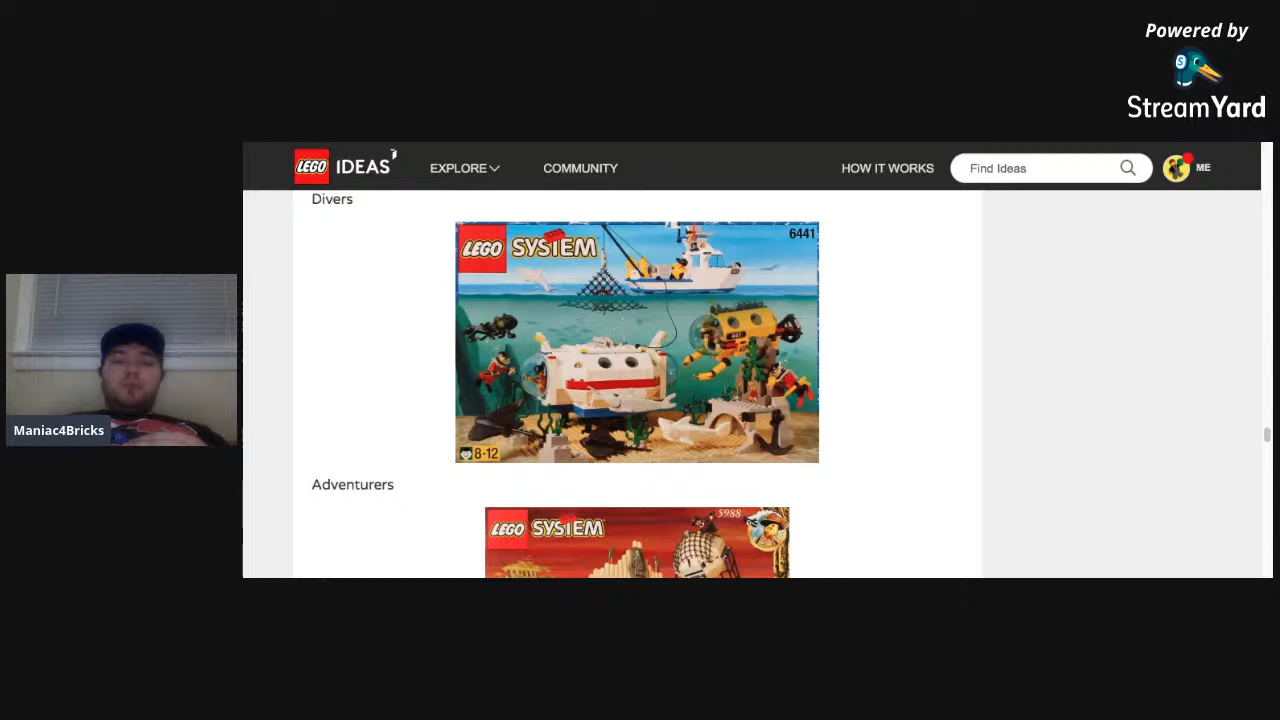 Powered by
StreamYard
LEGO IDEAS EXPLORE COMMUNITY HOW IT WORKS Find Ideas ME
Divers
LEGO SYSTEM 6441
8-12
Maniac4Bricks
Adventurers
LEGO SYSTEM 5988